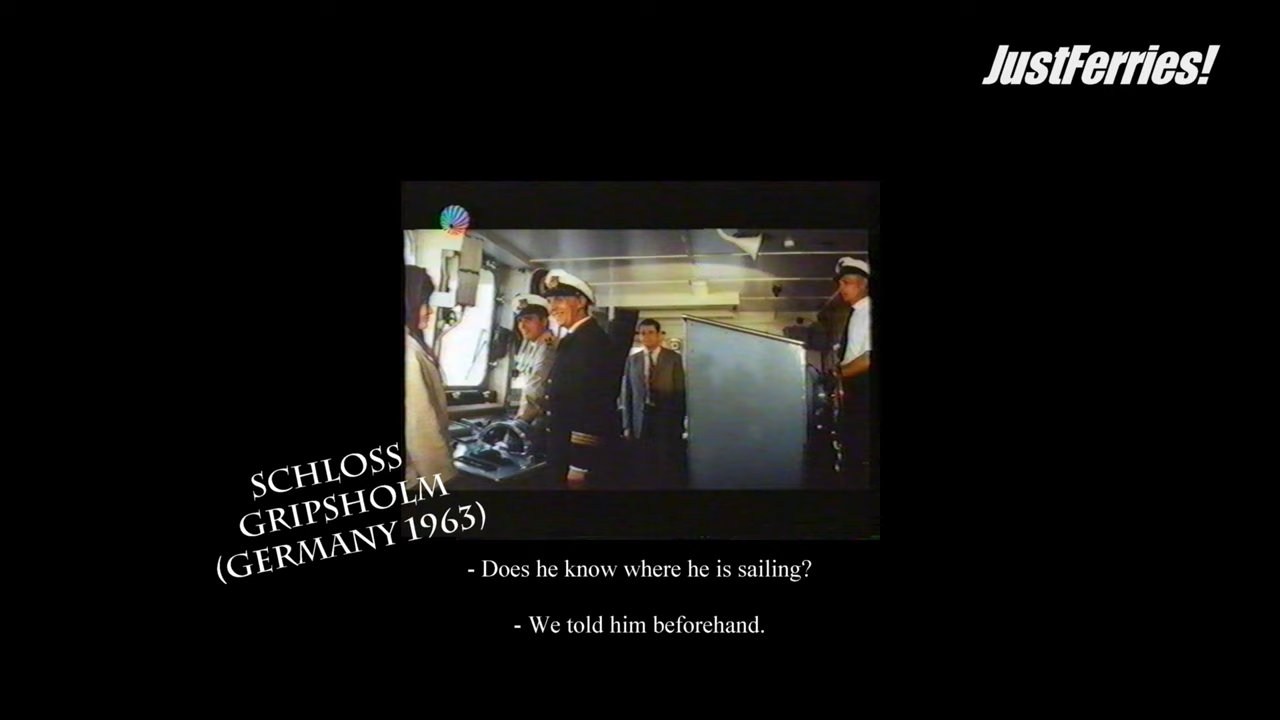 JustFerries!
SCHLOSS
GRIPSHOLM
(GERMANY 1963)
- Does he know where he is sailing?
- We told him beforehand.